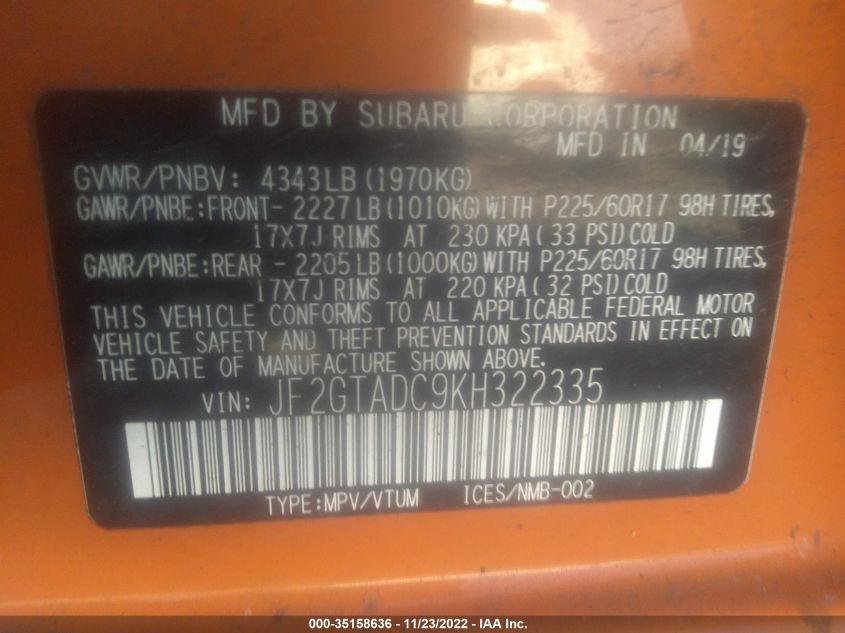 MFD BY SUBARU CORPORATION
MFD IN 04/19
GVWR/PNBV: 4343LB (1970KG)
GAWR/PNBE:FRONT- 2227LB (1010KG) WITH P225/60R17 98H TIRES,
17X7J RIMS AT 230 KPA ( 33 PSI) COLD
GAWR/PNBE:REAR - 2205LB (1000KG) WITH P225/60R17 98H TIRES,
17X7J RIMS AT 220 KPA ( 32 PSI) COLD
THIS VEHICLE CONFORMS TO ALL APPLICABLE FEDERAL MOTOR
VEHICLE SAFETY AND THEFT PREVENTION STANDARDS IN EFFECT ON
THE DATE OF MANUFACTURE SHOWN ABOVE.
VIN: JF2GTADC9KH322335
TYPE:MPV/VTUM ICES/NMB-002
000-35158636 - 11/23/2022 - IAA Inc.